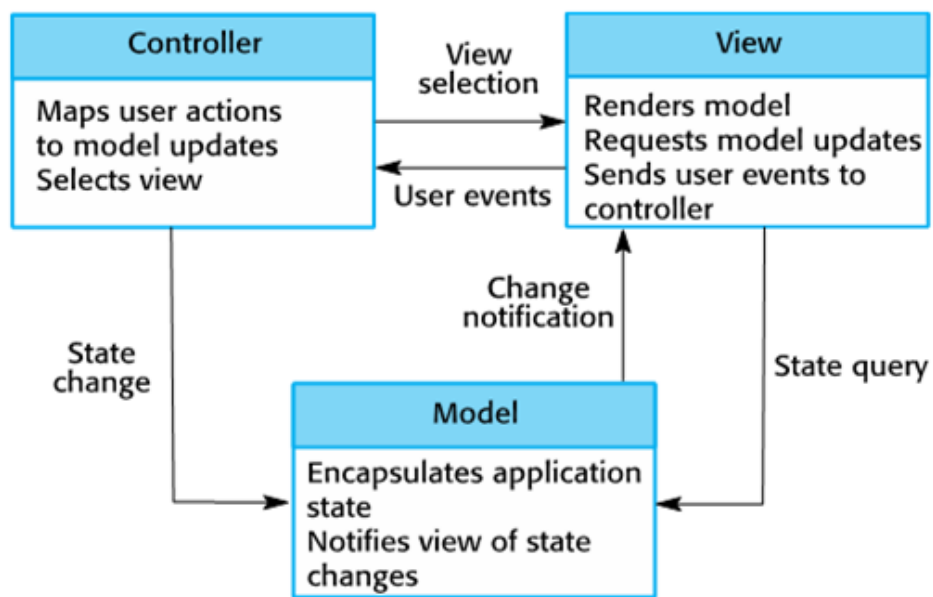 Controller
Maps user actions
to model updates
Selects view
View
selection
User events
View
Renders model
Requests model updates
Sends user events to
controller
State
change
Change
notification
State query
Model
Encapsulates application
state
Notifies view of state
changes